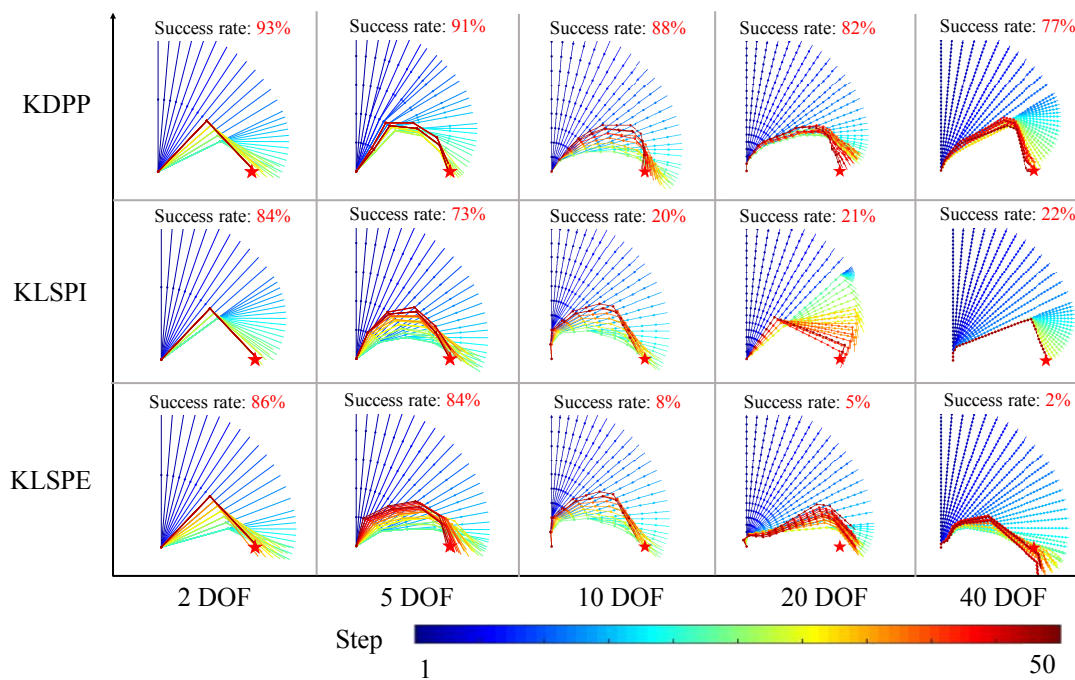 Success rate: 93% Success rate: 91% Success rate: 88% Success rate: 82% Success rate: 77%
KDPP
Success rate: 84% Success rate: 73% Success rate: 20% Success rate: 21% Success rate: 22%
KLSPI
Success rate: 86% Success rate: 84% Success rate: 8% Success rate: 5% Success rate: 2%
KLSPE
2 DOF 5 DOF 10 DOF 20 DOF 40 DOF
Step
1 50